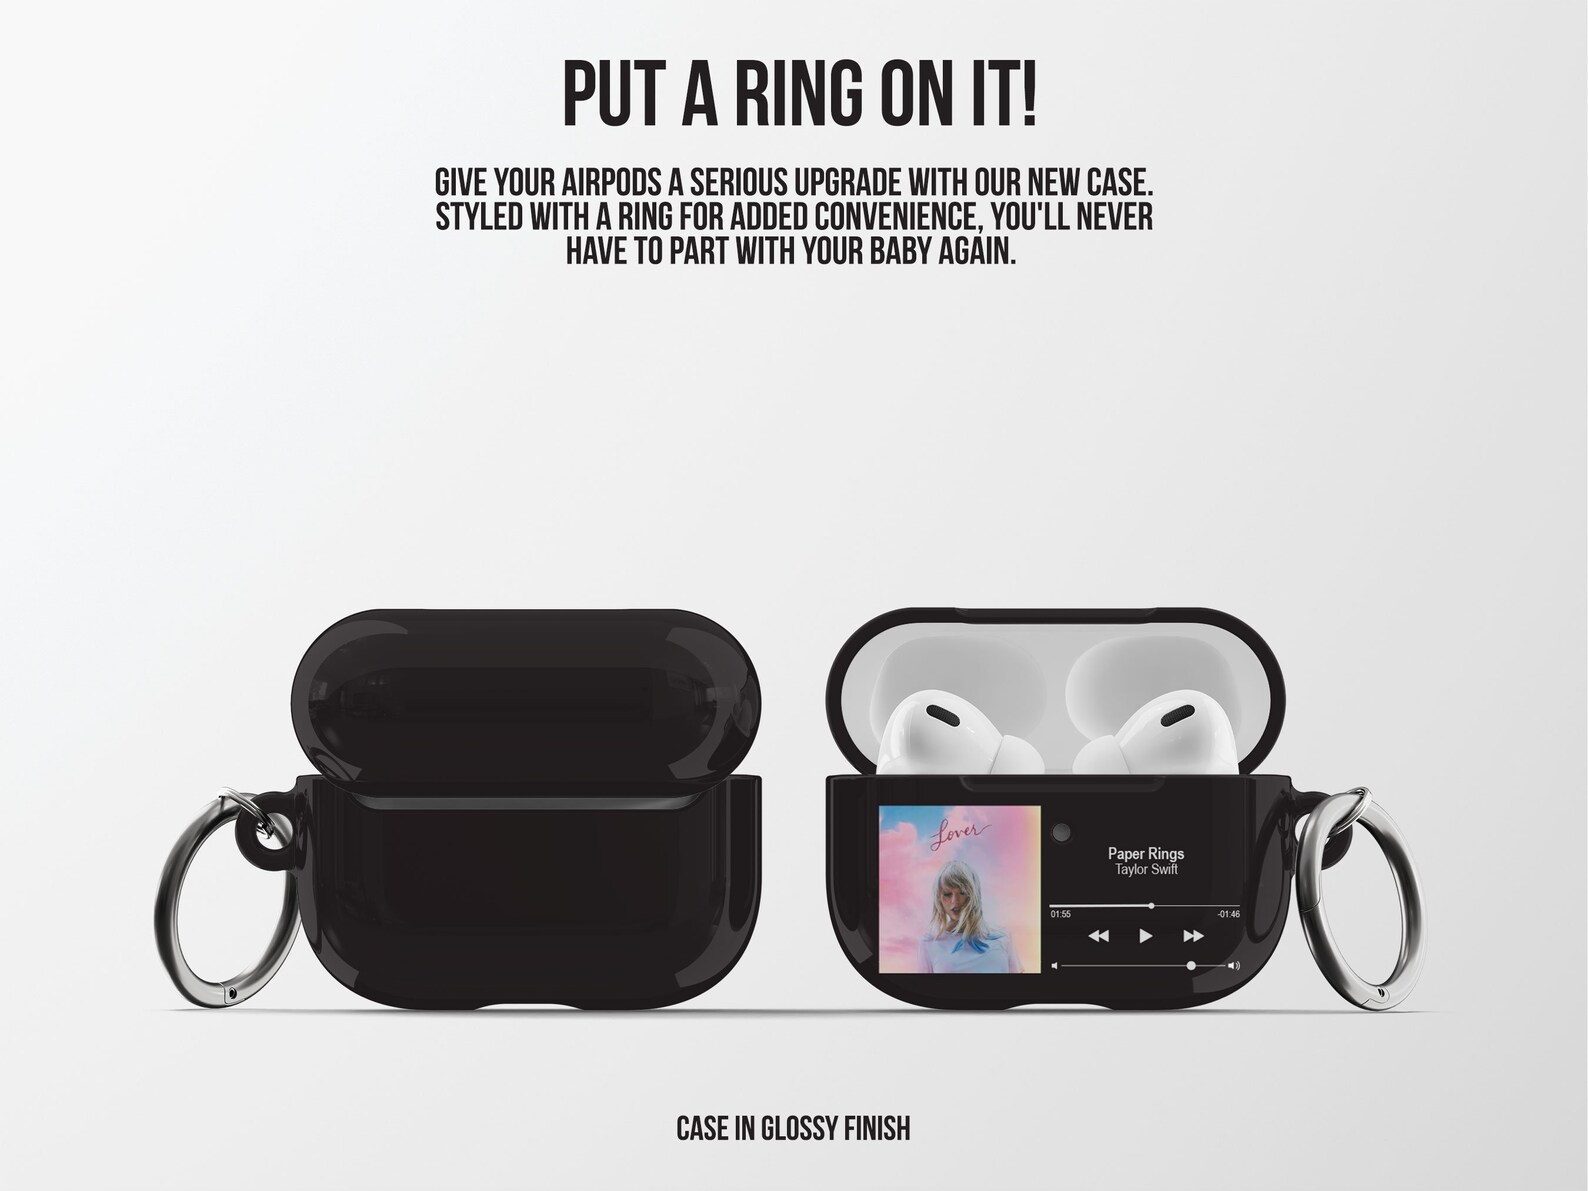 PUT A RING ON IT!
GIVE YOUR AIRPODS A SERIOUS UPGRADE WITH OUR NEW CASE.
STYLED WITH A RING FOR ADDED CONVENIENCE, YOU'LL NEVER
HAVE TO PART WITH YOUR BABY AGAIN.
Lover
Paper Rings
Taylor Swift
01:55 -01:46
CASE IN GLOSSY FINISH